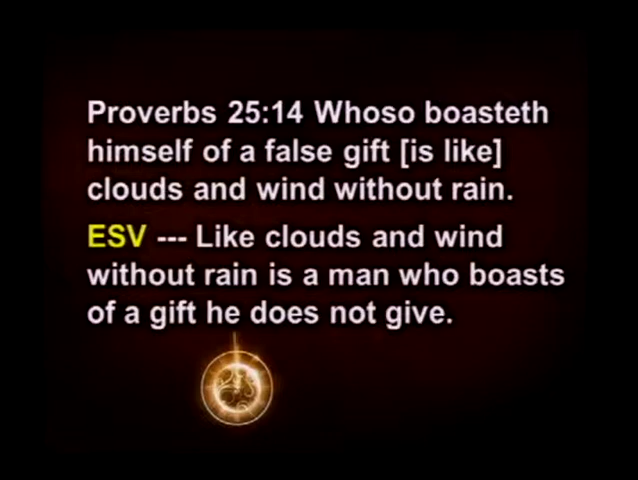 Proverbs 25:14 Whoso boasteth
himself of a false gift [is like]
clouds and wind without rain.
ESV --- Like clouds and wind
without rain is a man who boasts
of a gift he does not give.